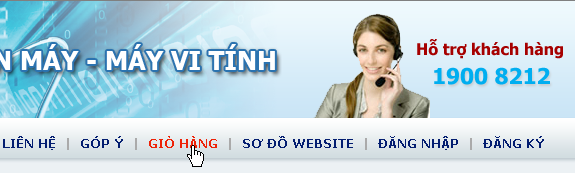 N MÁY - MÁY VI TÍNH
Hỗ trợ khách hàng
1900 8212
LIÊN HỆ | GÓP Ý | GIỎ HÀNG | SƠ ĐỒ WEBSITE | ĐĂNG NHẬP | ĐĂNG KÝ